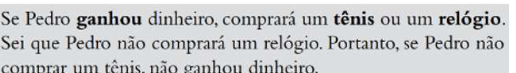 Se Pedro ganhou dinheiro, comprará um tênis ou um relógio.
Sei que Pedro não comprará um relógio. Portanto, se Pedro não
comprar um tênis, não ganhou dinheiro.